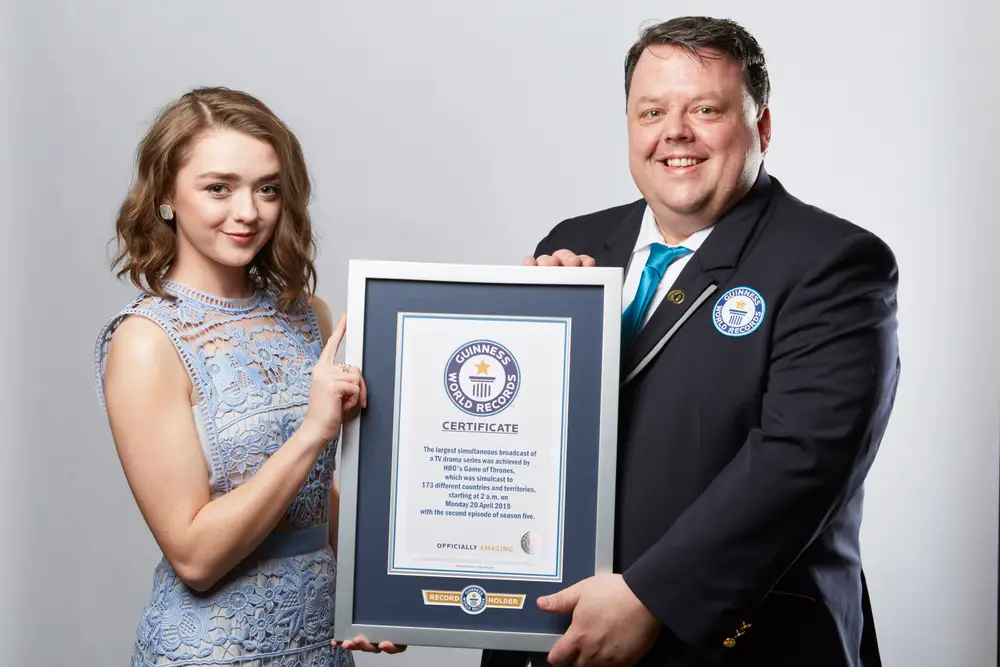 GUINNESS
WORLD RECORDS
CERTIFICATE
The largest simultaneous broadcast of
a TV drama series was achieved by
HBO's Game of Thrones,
which was simulcast to
173 different countries and territories,
starting at 2 a.m. on
Monday 20 April 2015
with the second episode of season five.
OFFICIALLY AMAZING
RECORD HOLDER
GUINNESS
WORLD RECORDS